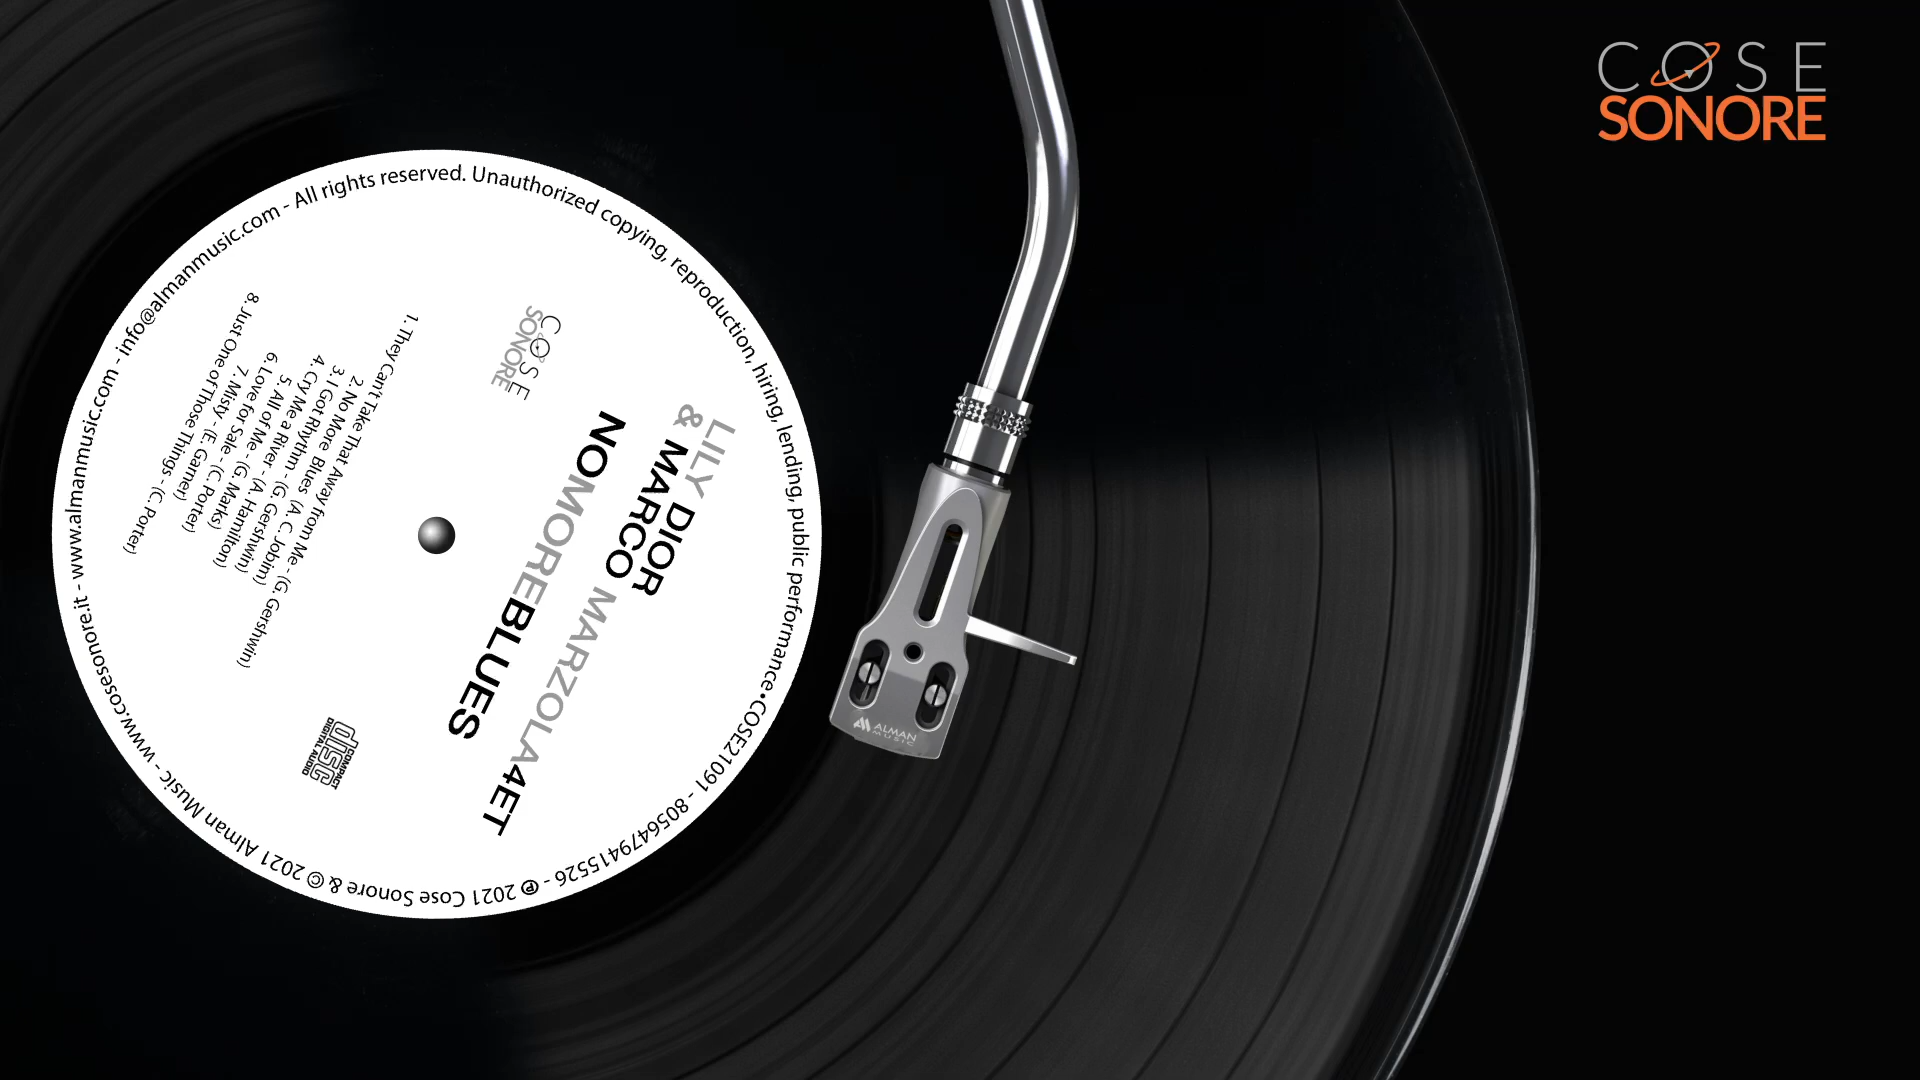 COSE
SONORE
LILY DIOR
& MARCO MARZOLA4ET
NOMOREBLUES
COSE
SONORE
1. They Can't Take That Away from Me - (G. Gershwin)
2. No More Blues (A. C. Jobim)
3. I Got Rhythm - (G. Gershwin)
4. Cry Me a River - (A. Hamilton)
5. All of Me - (G. Marks)
6. Love for Sale - (C. Porter)
7. Misty - (E. Garner)
8. Just One of Those Things - (C. Porter)
COMPACT
disc
DIGITAL AUDIO
℗ 2021 Cose Sonore & © 2021 Alman Music - www.cosesonore.it - www.almanmusic.com - info@almanmusic.com - All rights reserved. Unauthorized copying, reproduction, hiring, lending, public performance•COSE21091 - 8056479415526 -
ALMAN
MUSIC